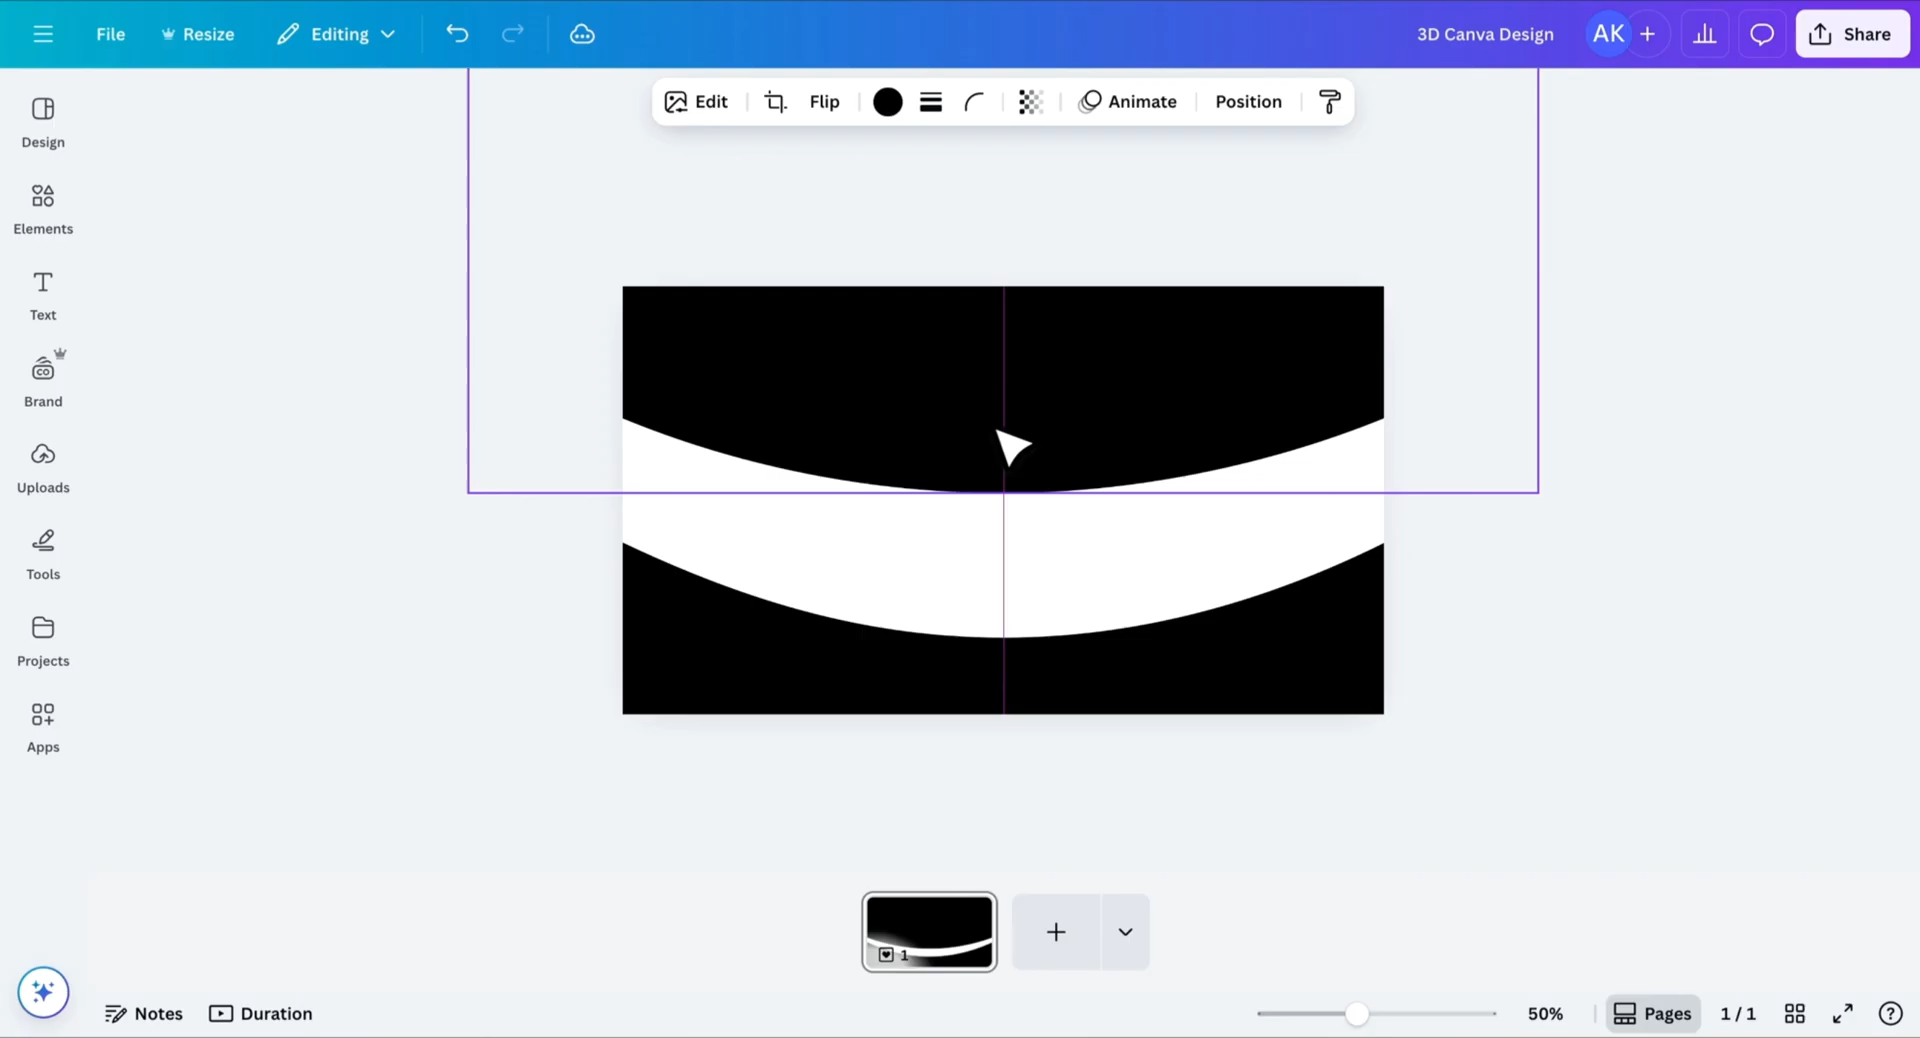 File Resize Editing 3D Canva Design AK Share
Edit Flip Animate Position
Design
Elements
Text
Brand
Uploads
Tools
Projects
Apps
1
Notes Duration 50% Pages 1 / 1